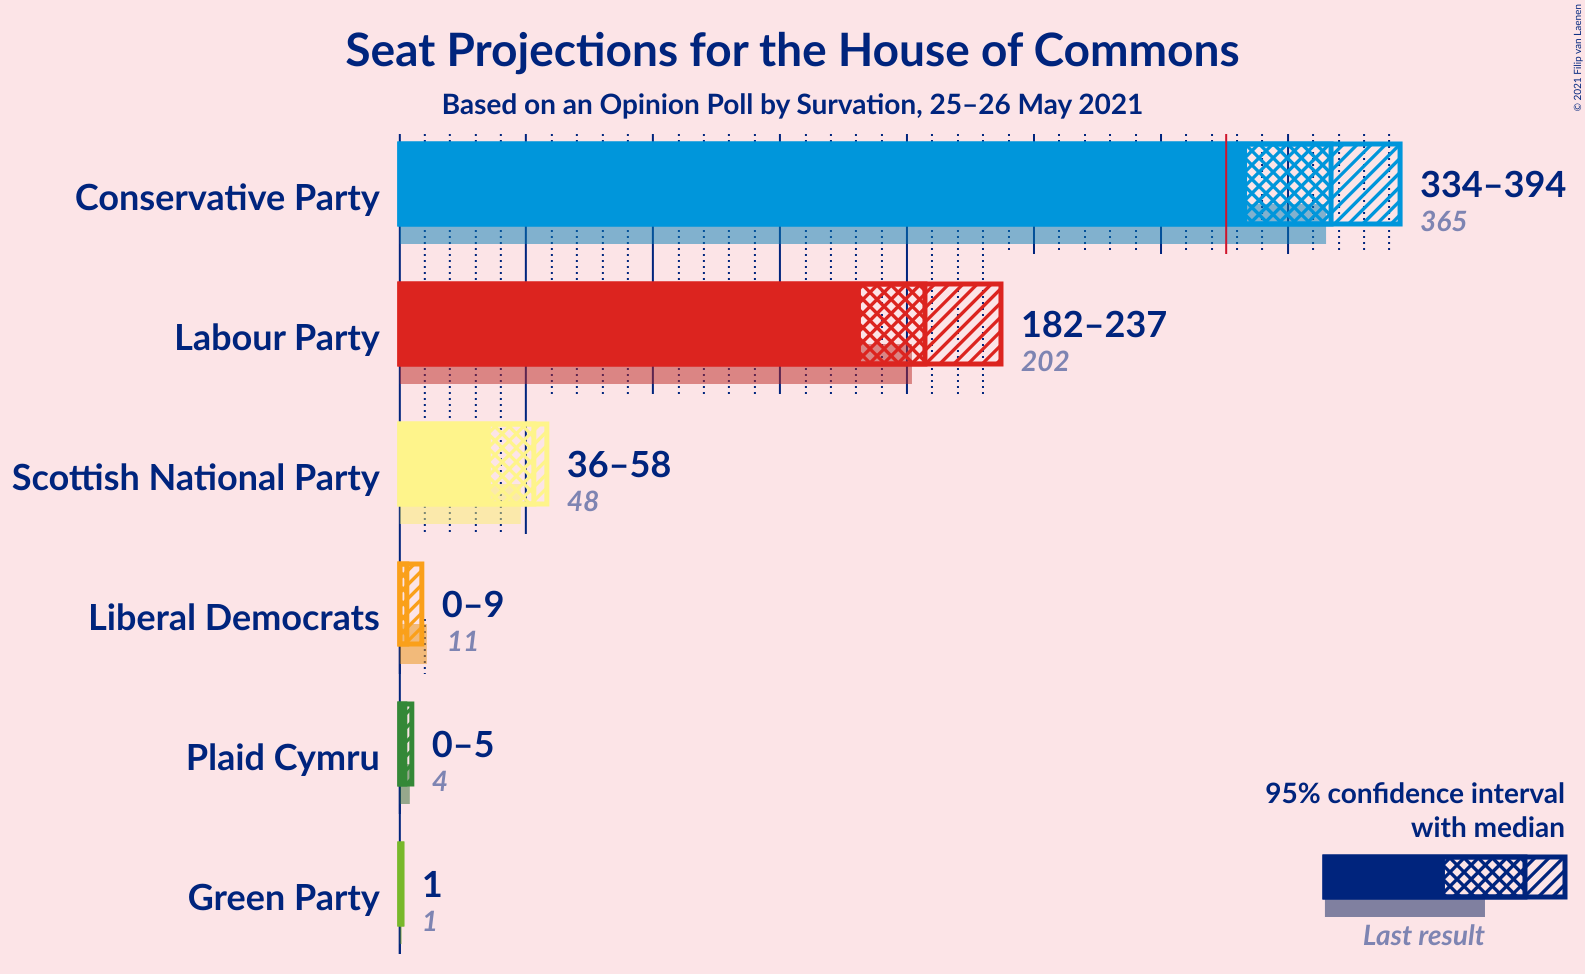 Seat Projections for the House of Commons
Based on an Opinion Poll by Survation, 25–26 May 2021
© 2021 Filip van Laenen
Conservative Party
334–394
365
Labour Party
182–237
202
Scottish National Party
36–58
48
Liberal Democrats
0–9
11
Plaid Cymru
0–5
4
Green Party
1
1
95% confidence interval
with median
Last result